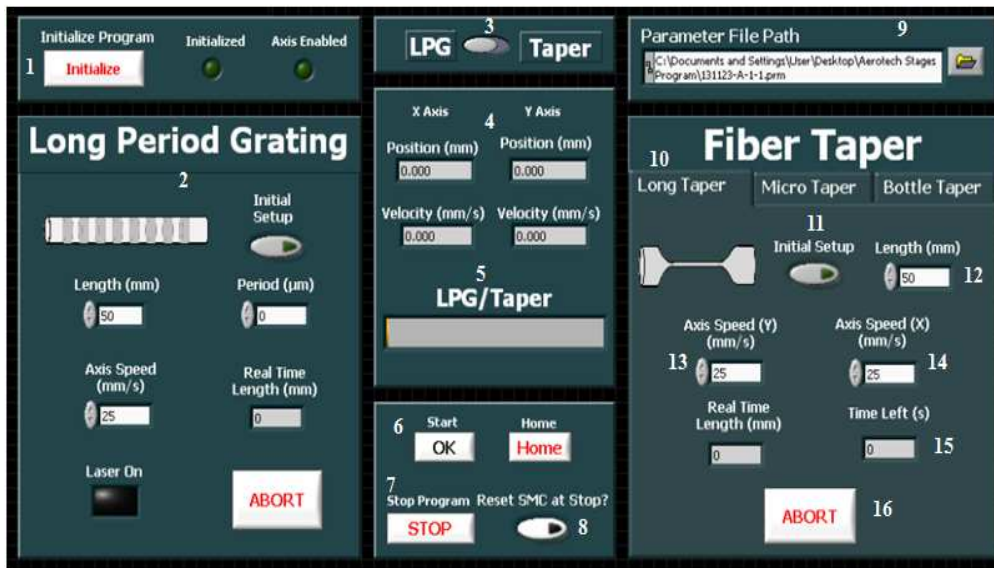 Initialize Program
Initialized
Axis Enabled
1
Initialize
Long Period Grating
2
Initial
Setup
Length (mm)
50
Period (µm)
0
Axis Speed
(mm/s)
25
Real Time
Length (mm)
0
Laser On
ABORT
3
LPG
Taper
X Axis
4
Y Axis
Position (mm)
0.000
Position (mm)
0.000
Velocity (mm/s)
0.000
Velocity (mm/s)
0.000
5
LPG/Taper
6
Start
OK
Home
Home
7
Stop Program
STOP
Reset SMC at Stop?
8
Parameter File Path
9
C:\Documents and Settings\User\Desktop\Aerotech Stages
Program\131123-A-1-1.prm
Fiber Taper
10
Long Taper
Micro Taper
Bottle Taper
11
Initial Setup
Length (mm)
50
12
Axis Speed (Y)
(mm/s)
13
25
Axis Speed (X)
(mm/s)
25
14
Real Time
Length (mm)
0
Time Left (s)
0
15
ABORT
16